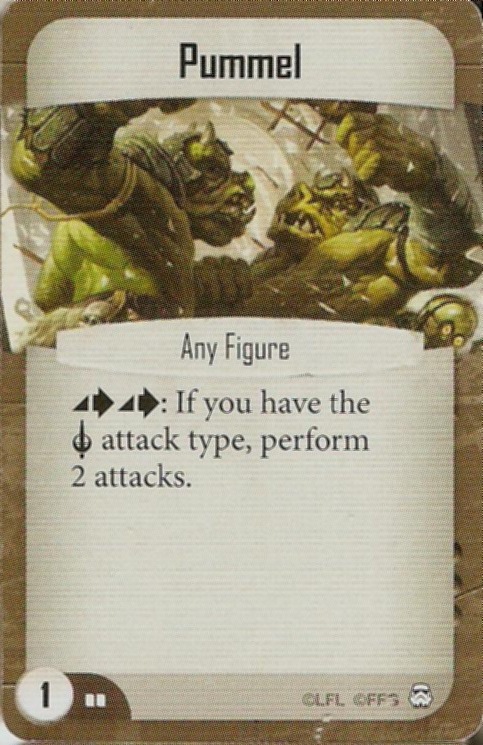 Pummel
Any Figure
: If you have the
attack type, perform
2 attacks.
1
©LFL ©FFG